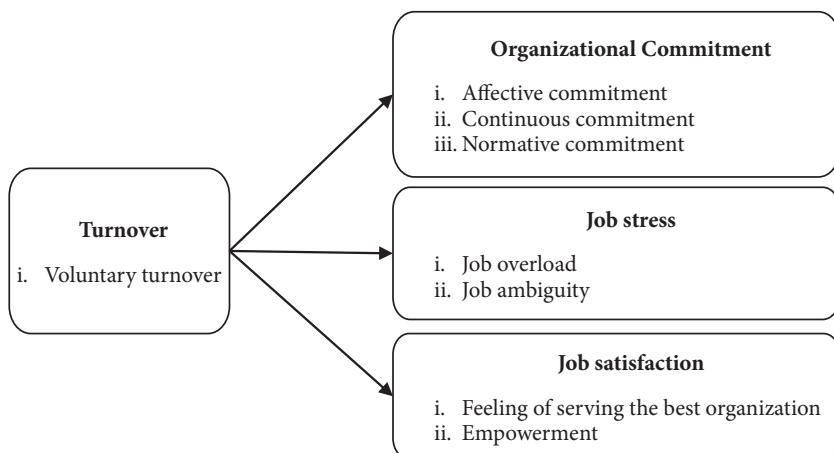 Organizational Commitment
i. Affective commitment
ii. Continuous commitment
iii. Normative commitment
Turnover
i. Voluntary turnover
Job stress
i. Job overload
ii. Job ambiguity
Job satisfaction
i. Feeling of serving the best organization
ii. Empowerment